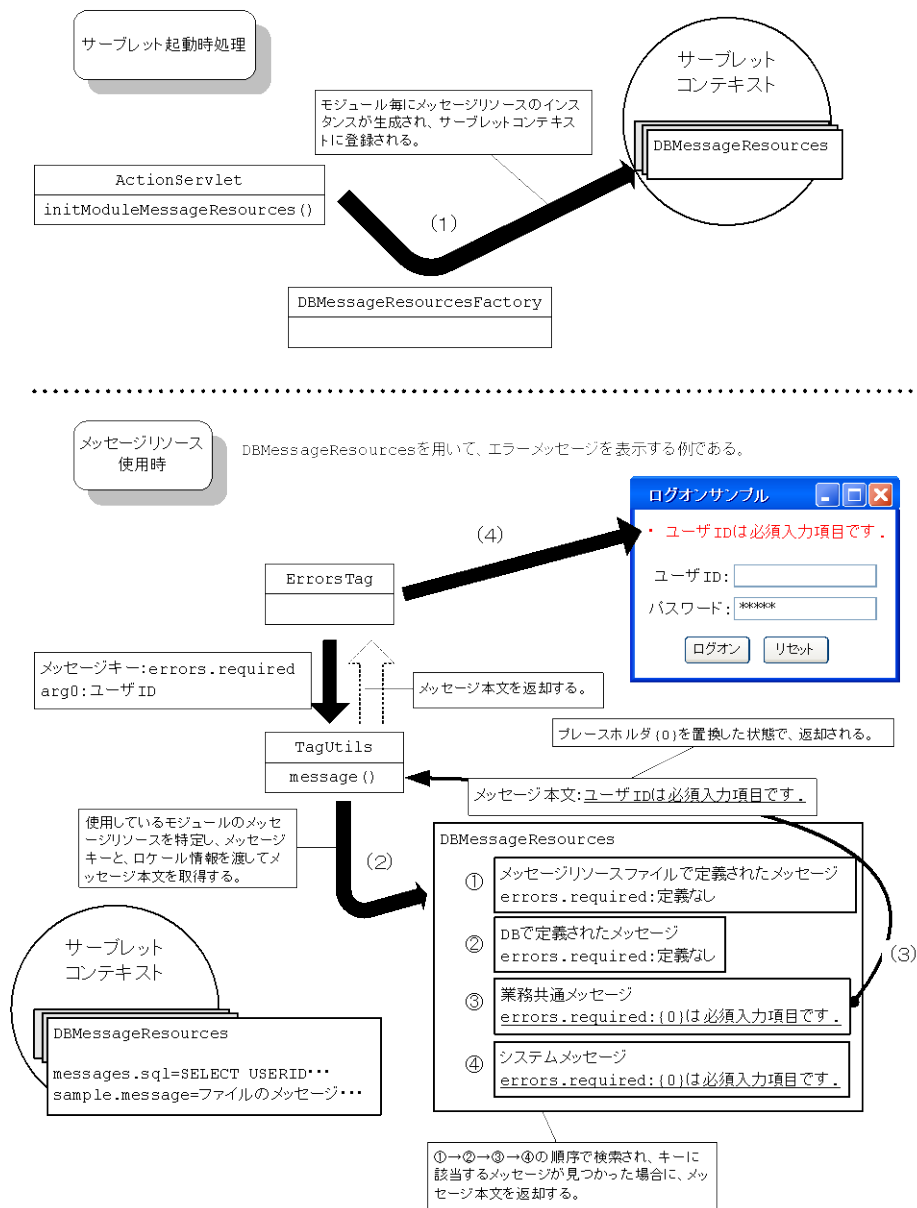 サーブレット起動時処理
サーブレット
コンテキスト
モジュール毎にメッセージリソースのインス
タンスが生成され、サーブレットコンテキス
トに登録される。
DBMessageResources
ActionServlet
initModuleMessageResources()
(1)
DBMessageResourcesFactory
メッセージリソース
使用時
DBMessageResourcesを用いて、エラーメッセージを表示する例である。
ログオンサンプル
・ ユーザIDは必須入力項目です.
ユーザID:
パスワード: *****
ログオン
リセット
(4)
ErrorsTag
メッセージキー:errors.required
arg0:ユーザID
メッセージ本文を返却する。
TagUtils
message()
プレースホルダ{0}を置換した状態で、返却される。
メッセージ本文:ユーザIDは必須入力項目です.
使用しているモジュールのメッセ
ージリソースを特定し、メッセージ
キーと、ロケール情報を渡してメ
ッセージ本文を取得する。
(2)
DBMessageResources
① メッセージリソースファイルで定義されたメッセージ
errors.required:定義なし
② DBで定義されたメッセージ
errors.required:定義なし
(3)
③ 業務共通メッセージ
errors.required:{0}は必須入力項目です.
④ システムメッセージ
errors.required:{0}は必須入力項目です.
サーブレット
コンテキスト
DBMessageResources
messages.sql=SELECT USERID・・・
sample.message=ファイルのメッセージ・・・
①→②→③→④の順序で検索され、キーに
該当するメッセージが見つかった場合に、メッ
セージ本文を返却する。